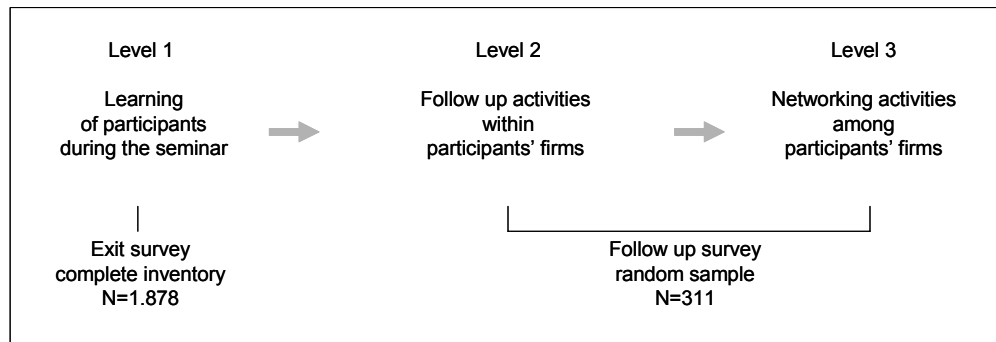 Level 1
Level 2
Level 3
Learning
of participants
during the seminar
Follow up activities
within
participants’ firms
Networking activities
among
participants’ firms
Exit survey
complete inventory
N=1.878
Follow up survey
random sample
N=311